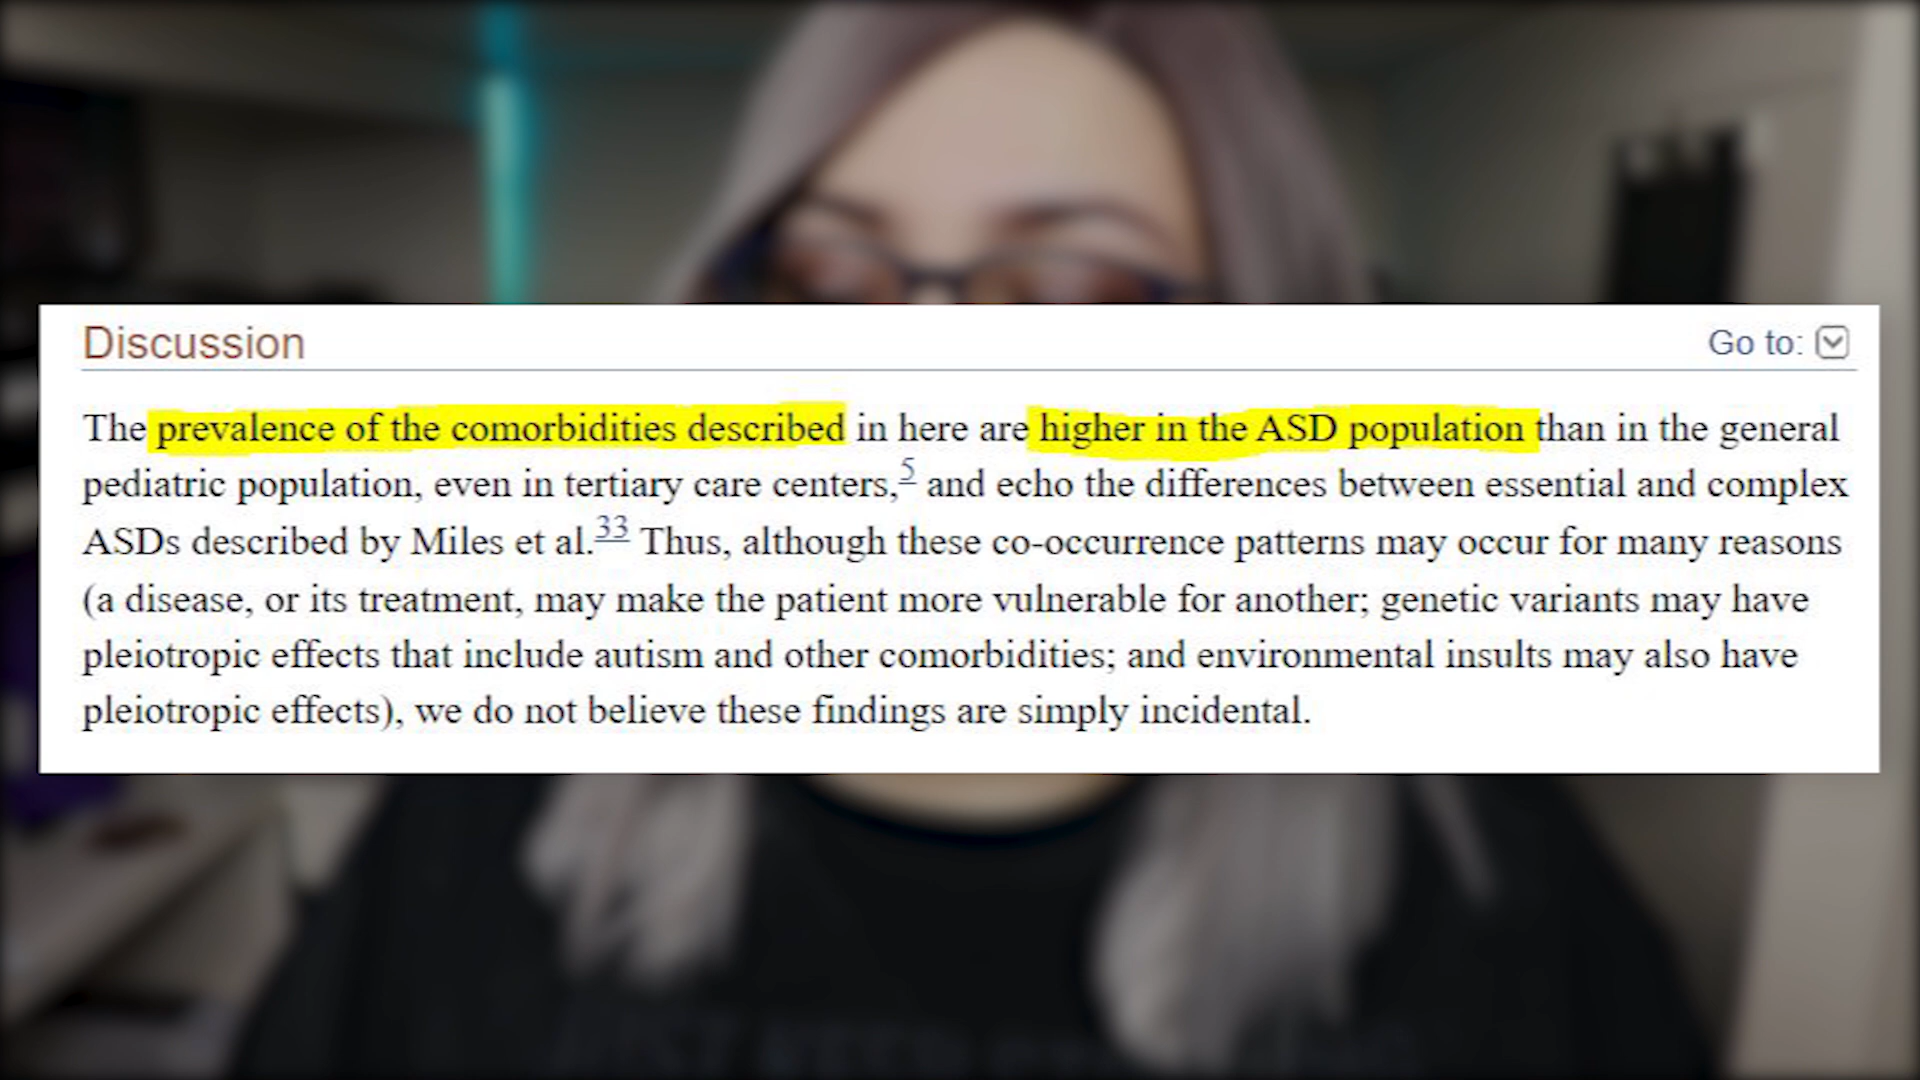 Discussion Go to:
The prevalence of the comorbidities described in here are higher in the ASD population than in the general
pediatric population, even in tertiary care centers,5 and echo the differences between essential and complex
ASDs described by Miles et al.33 Thus, although these co-occurrence patterns may occur for many reasons
(a disease, or its treatment, may make the patient more vulnerable for another; genetic variants may have
pleiotropic effects that include autism and other comorbidities; and environmental insults may also have
pleiotropic effects), we do not believe these findings are simply incidental.